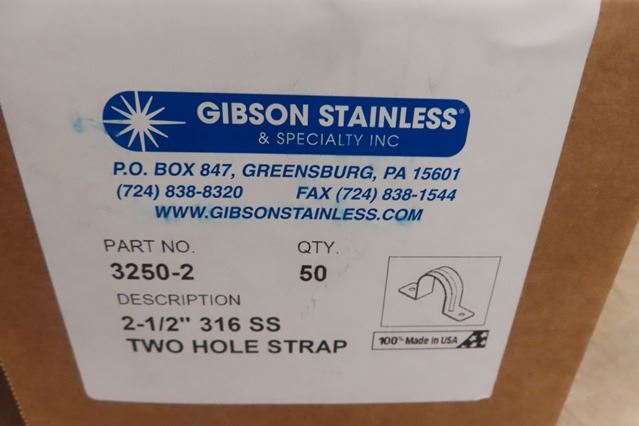 GIBSON STAINLESS®
& SPECIALTY INC
P.O. BOX 847, GREENSBURG, PA 15601
(724) 838-8320 FAX (724) 838-1544
WWW.GIBSONSTAINLESS.COM
PART NO. QTY.
3250-2 50
DESCRIPTION
2-1/2" 316 SS
TWO HOLE STRAP
100% Made in USA